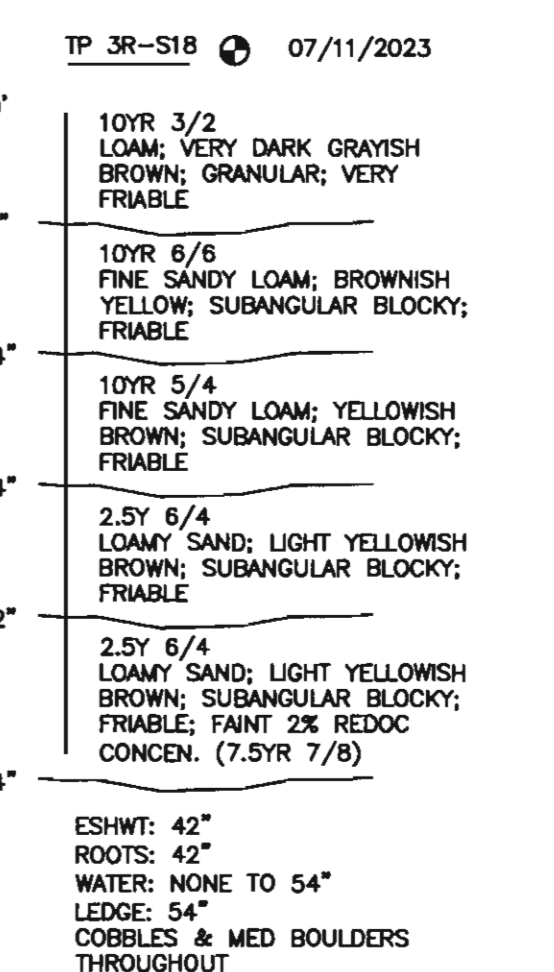 TP 3R-S18 07/11/2023
10YR 3/2
LOAM; VERY DARK GRAYISH
BROWN; GRANULAR; VERY
FRIABLE
10YR 6/6
FINE SANDY LOAM; BROWNISH
YELLOW; SUBANGULAR BLOCKY;
FRIABLE
10YR 5/4
FINE SANDY LOAM; YELLOWISH
BROWN; SUBANGULAR BLOCKY;
FRIABLE
2.5Y 6/4
LOAMY SAND; LIGHT YELLOWISH
BROWN; SUBANGULAR BLOCKY;
FRIABLE
2.5Y 6/4
LOAMY SAND; LIGHT YELLOWISH
BROWN; SUBANGULAR BLOCKY;
FRIABLE; FAINT 2% REDOC
CONCEN. (7.5YR 7/8)
ESHWT: 42"
ROOTS: 42"
WATER: NONE TO 54"
LEDGE: 54"
COBBLES & MED BOULDERS
THROUGHOUT